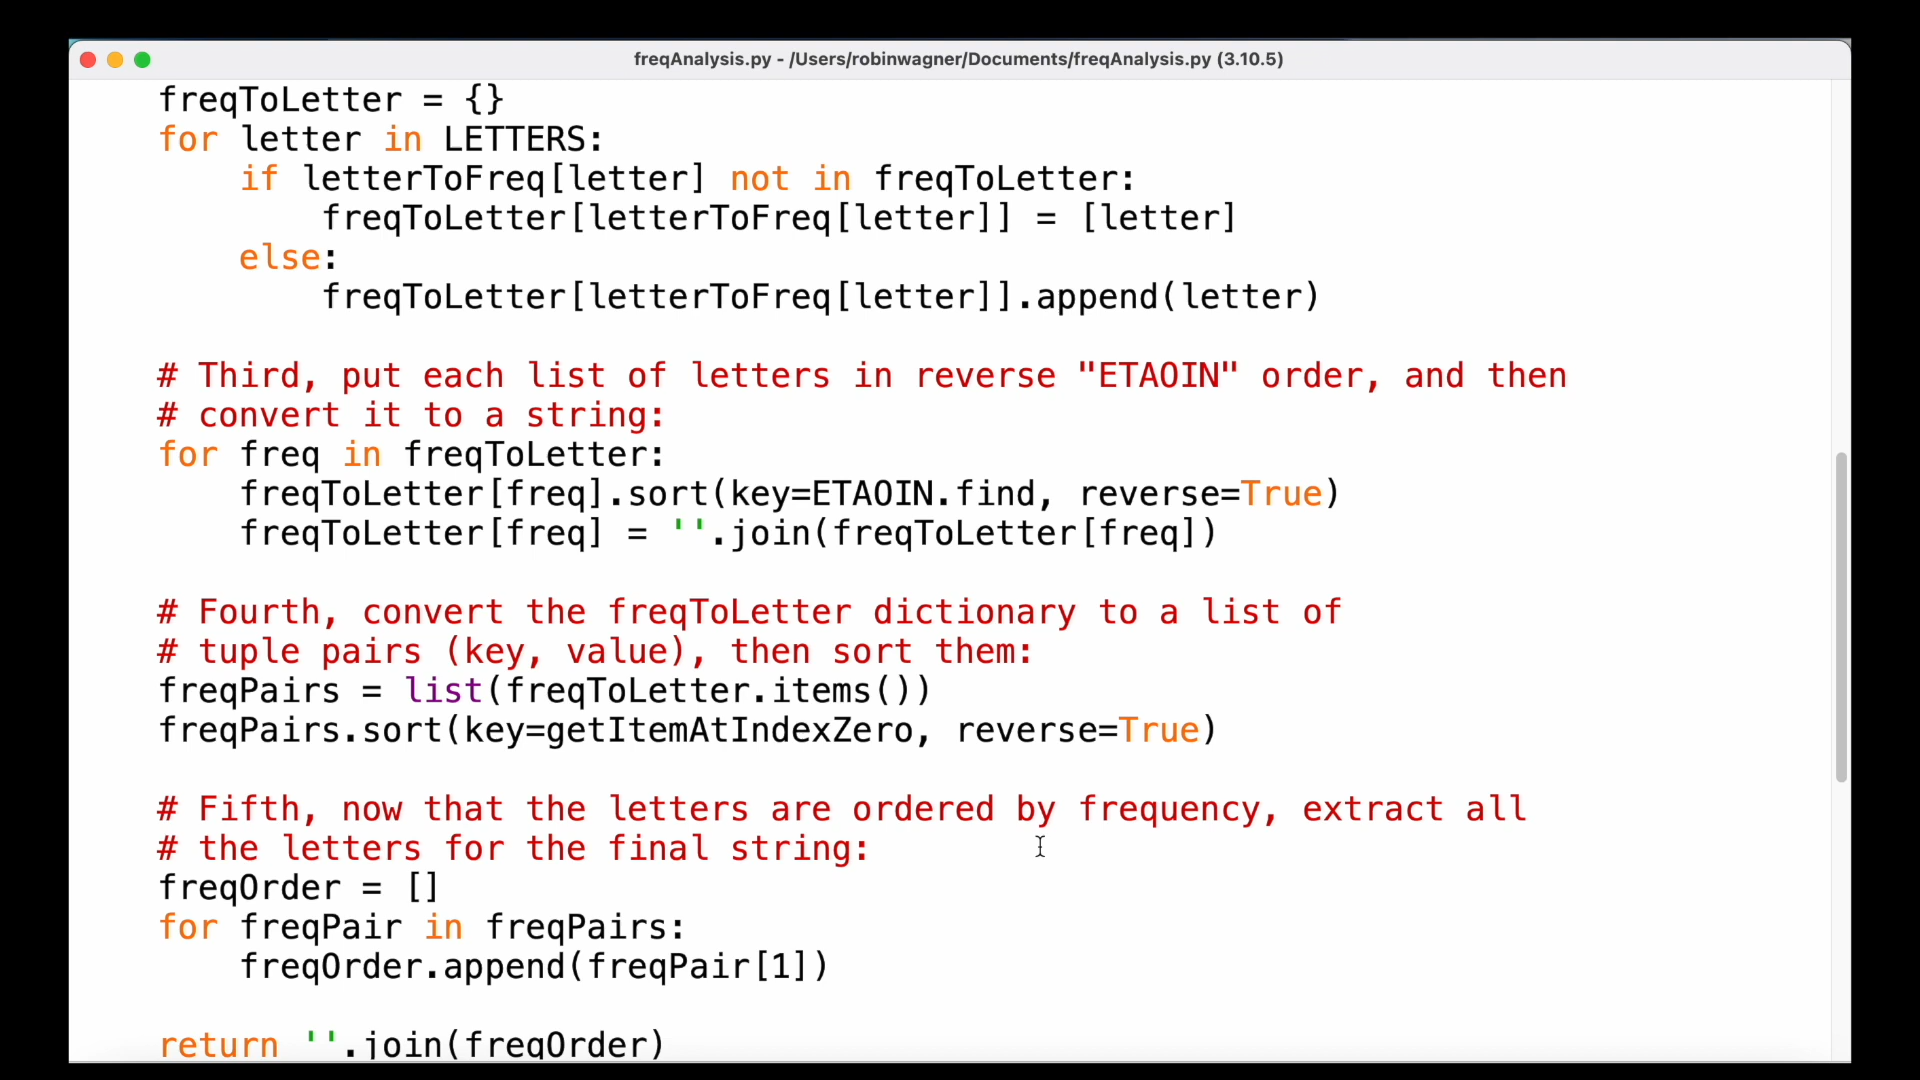 freqAnalysis.py - /Users/robinwagner/Documents/freqAnalysis.py (3.10.5)
freqToLetter = {}
for letter in LETTERS:
    if letterToFreq[letter] not in freqToLetter:
        freqToLetter[letterToFreq[letter]] = [letter]
    else:
        freqToLetter[letterToFreq[letter]].append(letter)

# Third, put each list of letters in reverse "ETAOIN" order, and then
# convert it to a string:
for freq in freqToLetter:
    freqToLetter[freq].sort(key=ETAOIN.find, reverse=True)
    freqToLetter[freq] = ''.join(freqToLetter[freq])

# Fourth, convert the freqToLetter dictionary to a list of
# tuple pairs (key, value), then sort them:
freqPairs = list(freqToLetter.items())
freqPairs.sort(key=getItemAtIndexZero, reverse=True)

# Fifth, now that the letters are ordered by frequency, extract all
# the letters for the final string:
freqOrder = []
for freqPair in freqPairs:
    freqOrder.append(freqPair[1])

return ''.join(freqOrder)